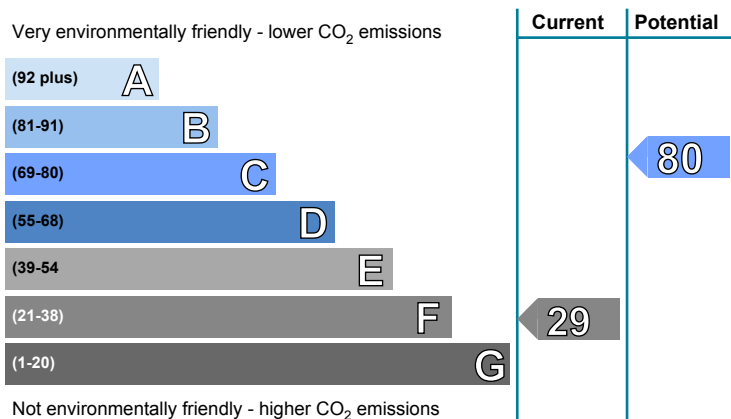 Very environmentally friendly - lower CO2 emissions
Current
Potential
(92 plus) A
(81-91) B
(69-80) C
80
(55-68) D
(39-54 E
(21-38) F
29
(1-20) G
Not environmentally friendly - higher CO2 emissions